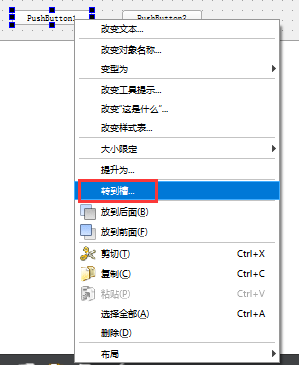 PushButton1
PushButton2
改变文本...
改变对象名称...
变型为
改变工具提示...
改变“这是什么”...
改变样式表...
大小限定
提升为...
转到槽...
放到后面(B)
放到前面(F)
剪切(T) Ctrl+X
复制(C) Ctrl+C
粘贴(P) Ctrl+V
选择全部(A) Ctrl+A
删除(D)
布局